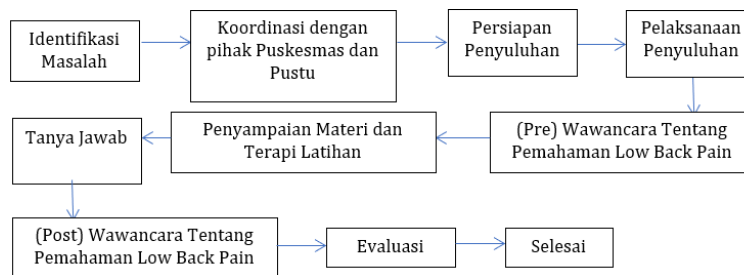 Identifikasi
Masalah
Koordinasi dengan
pihak Puskesmas dan
Pustu
Persiapan
Penyuluhan
Pelaksanaan
Penyuluhan
(Pre) Wawancara Tentang
Pemahaman Low Back Pain
Penyampaian Materi dan
Terapi Latihan
Tanya Jawab
(Post) Wawancara Tentang
Pemahaman Low Back Pain
Evaluasi
Selesai